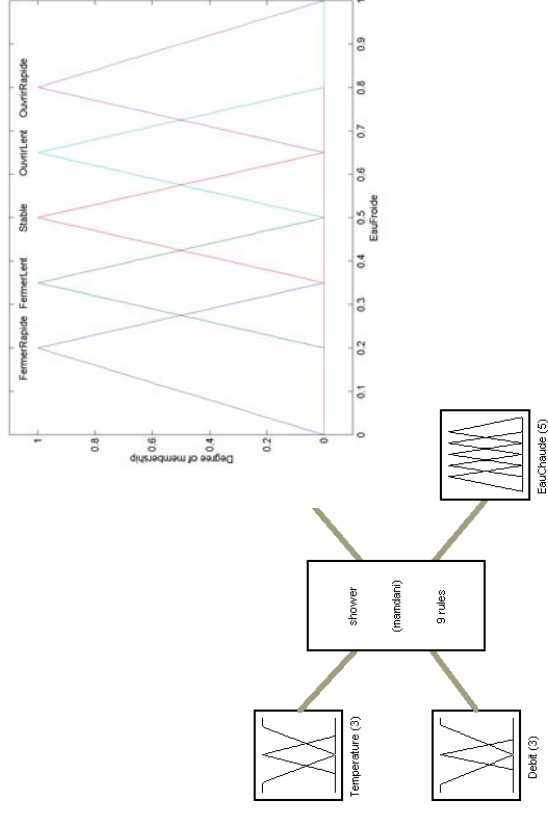 FermerRapide FermerLent Stable OuvrirLent OuvrirRapide
1
0.8
0.6
0.4
0.2
0
Degree of membership
0 0.1 0.2 0.3 0.4 0.5 0.6 0.7 0.8 0.9 1
EauFroide
Temperature (3)
shower
(mamdani)
9 rules
Debit (3)
EauChaude (5)